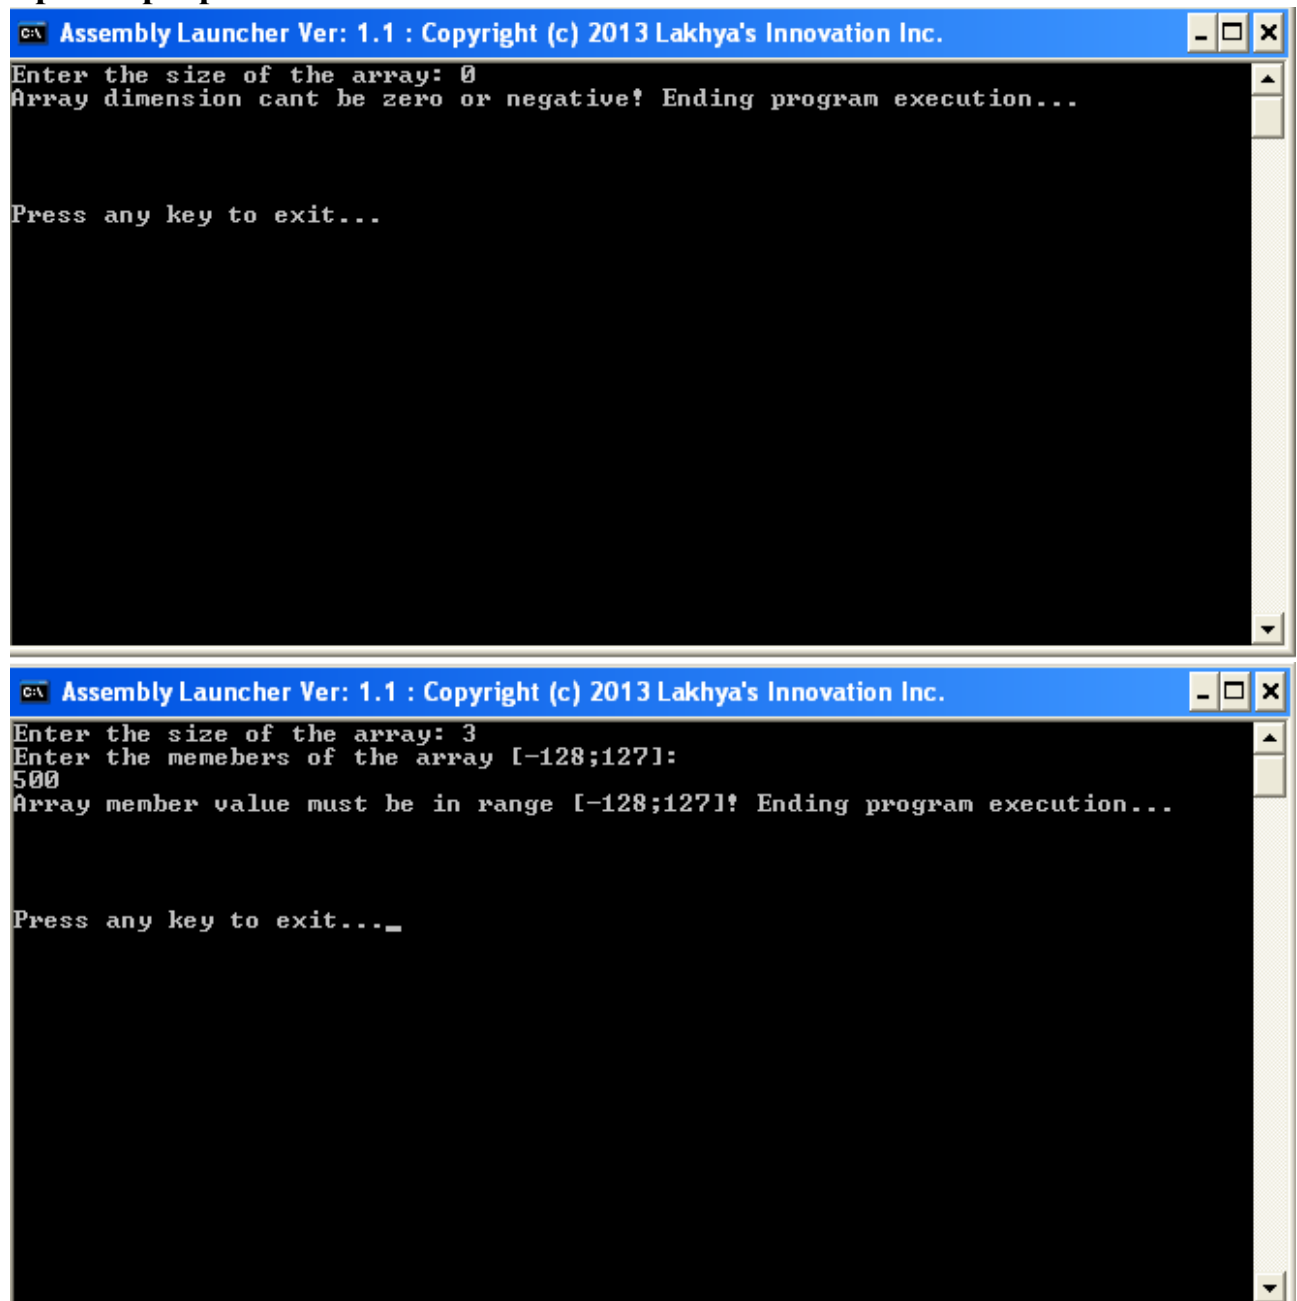 Assembly Launcher Ver: 1.1 : Copyright (c) 2013 Lakhya's Innovation Inc.
Enter the size of the array: 0
Array dimension cant be zero or negative! Ending program execution...
Press any key to exit...
Assembly Launcher Ver: 1.1 : Copyright (c) 2013 Lakhya's Innovation Inc.
Enter the size of the array: 3
Enter the memebers of the array [-128;127]:
500
Array member value must be in range [-128;127]! Ending program execution...
Press any key to exit...